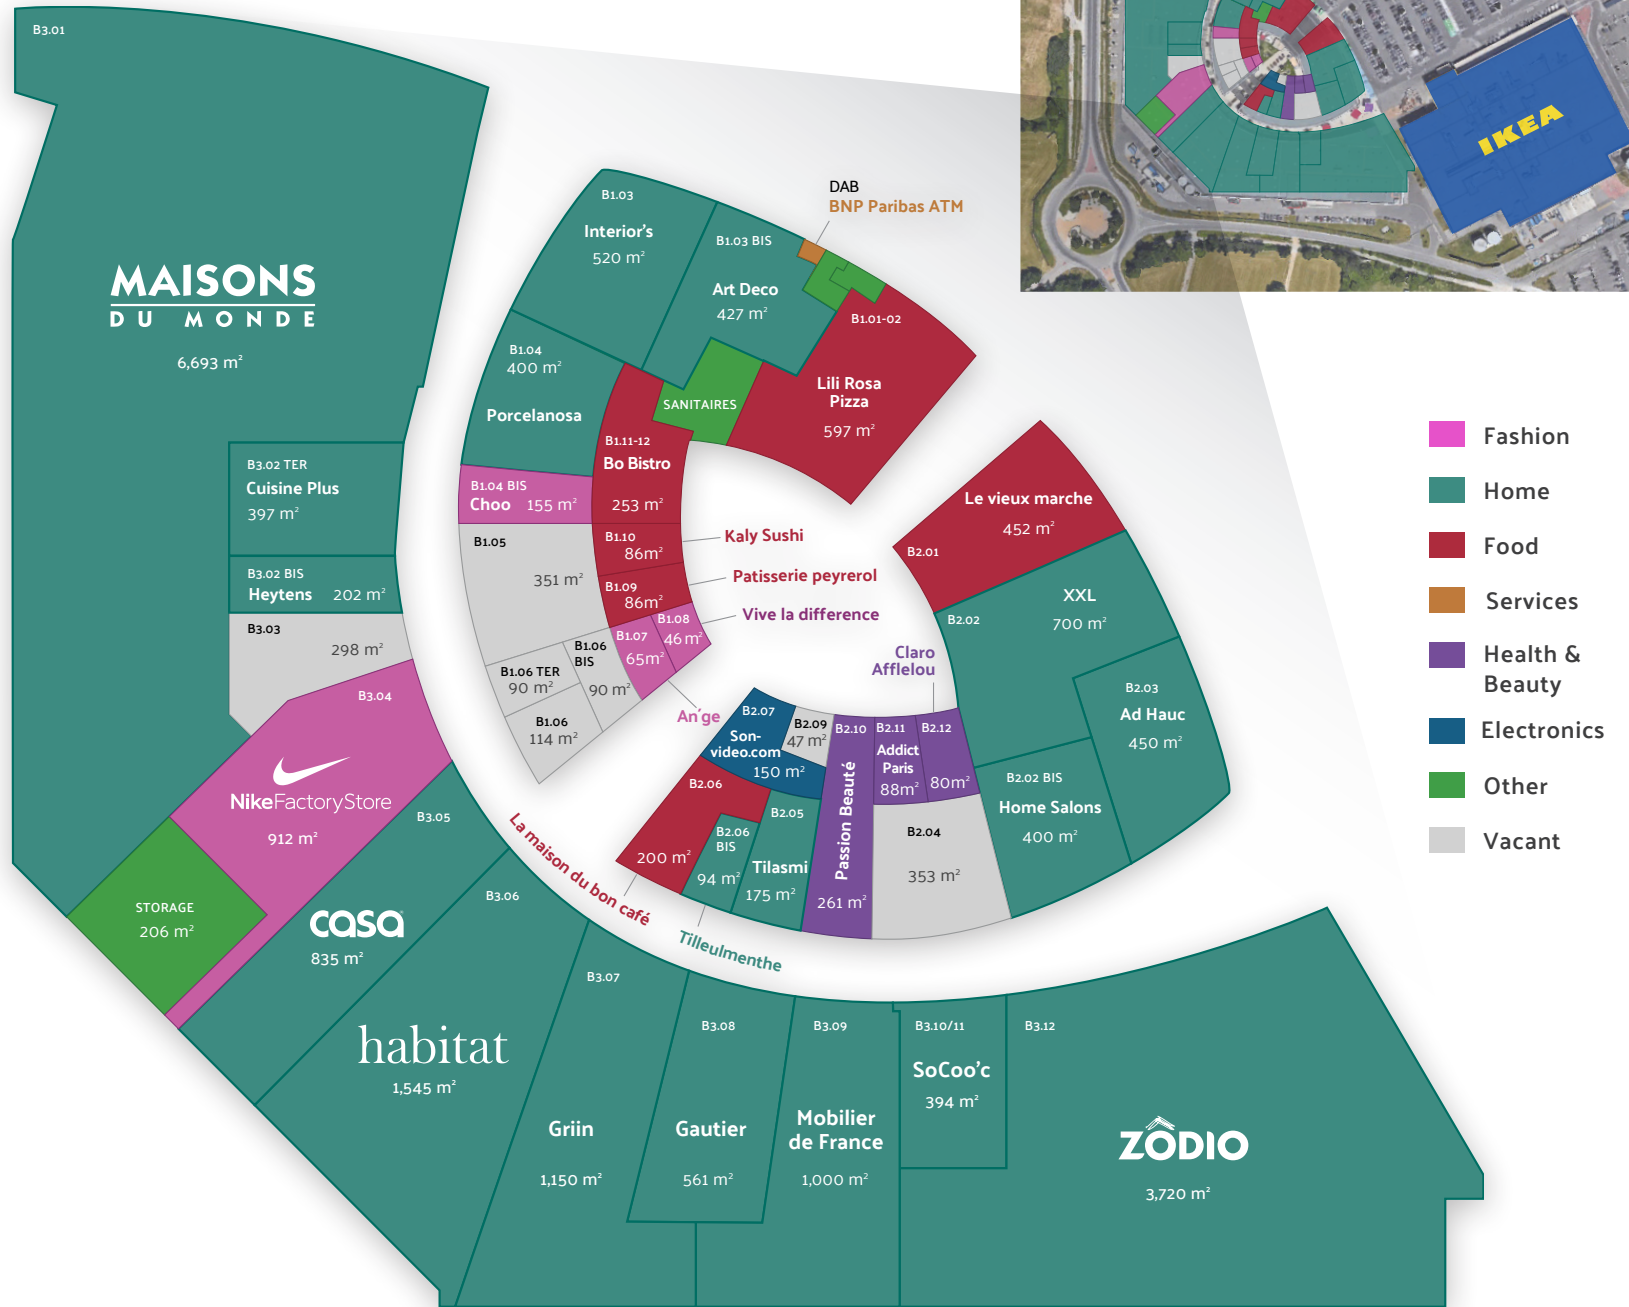 B3.01
MAISONS
DU MONDE
6,693 m²
B3.02 TER
Cuisine Plus
397 m²
B3.02 BIS
Heytens 202 m²
B3.03
298 m²
B3.04
NikeFactoryStore
912 m²
STORAGE
206 m²
B3.05
casa
835 m²
B3.06
habitat
1,545 m²
B3.07
Griin
1,150 m²
B3.08
Gautier
561 m²
B3.09
Mobilier
de France
1,000 m²
B3.10/11
SoCoo'c
394 m²
B3.12
ZÔDIO
3,720 m²
B1.03
Interior's
520 m²
B1.03 BIS
Art Deco
427 m²
DAB
BNP Paribas ATM
B1.01-02
Lili Rosa
Pizza
597 m²
SANITAIRES
B1.04
400 m²
Porcelanosa
B1.11-12
Bo Bistro
253 m²
B1.04 BIS
Choo 155 m²
B1.05
351 m²
B1.10
86m²
Kaly Sushi
B1.09
86m²
Patisserie peyrerol
B1.08
46 m²
Vive la difference
B1.07
65m²
An'ge
B1.06
BIS
90 m²
B1.06 TER
90 m²
B1.06
114 m²
Le vieux marche
452 m²
B2.01
B2.02
XXL
700 m²
B2.03
Ad Hauc
450 m²
B2.02 BIS
Home Salons
400 m²
Claro
Afflelou
B2.12
80m²
B2.11
Addict
Paris
88m²
B2.10
Passion Beauté
261 m²
B2.09
47 m²
B2.07
Son-
video.com
150 m²
B2.04
353 m²
B2.05
Tilasmi
175 m²
B2.06
200 m²
La maison du bon café
B2.06
BIS
94 m²
Tilleulmenthe
IKEA
Fashion
Home
Food
Services
Health &
Beauty
Electronics
Other
Vacant